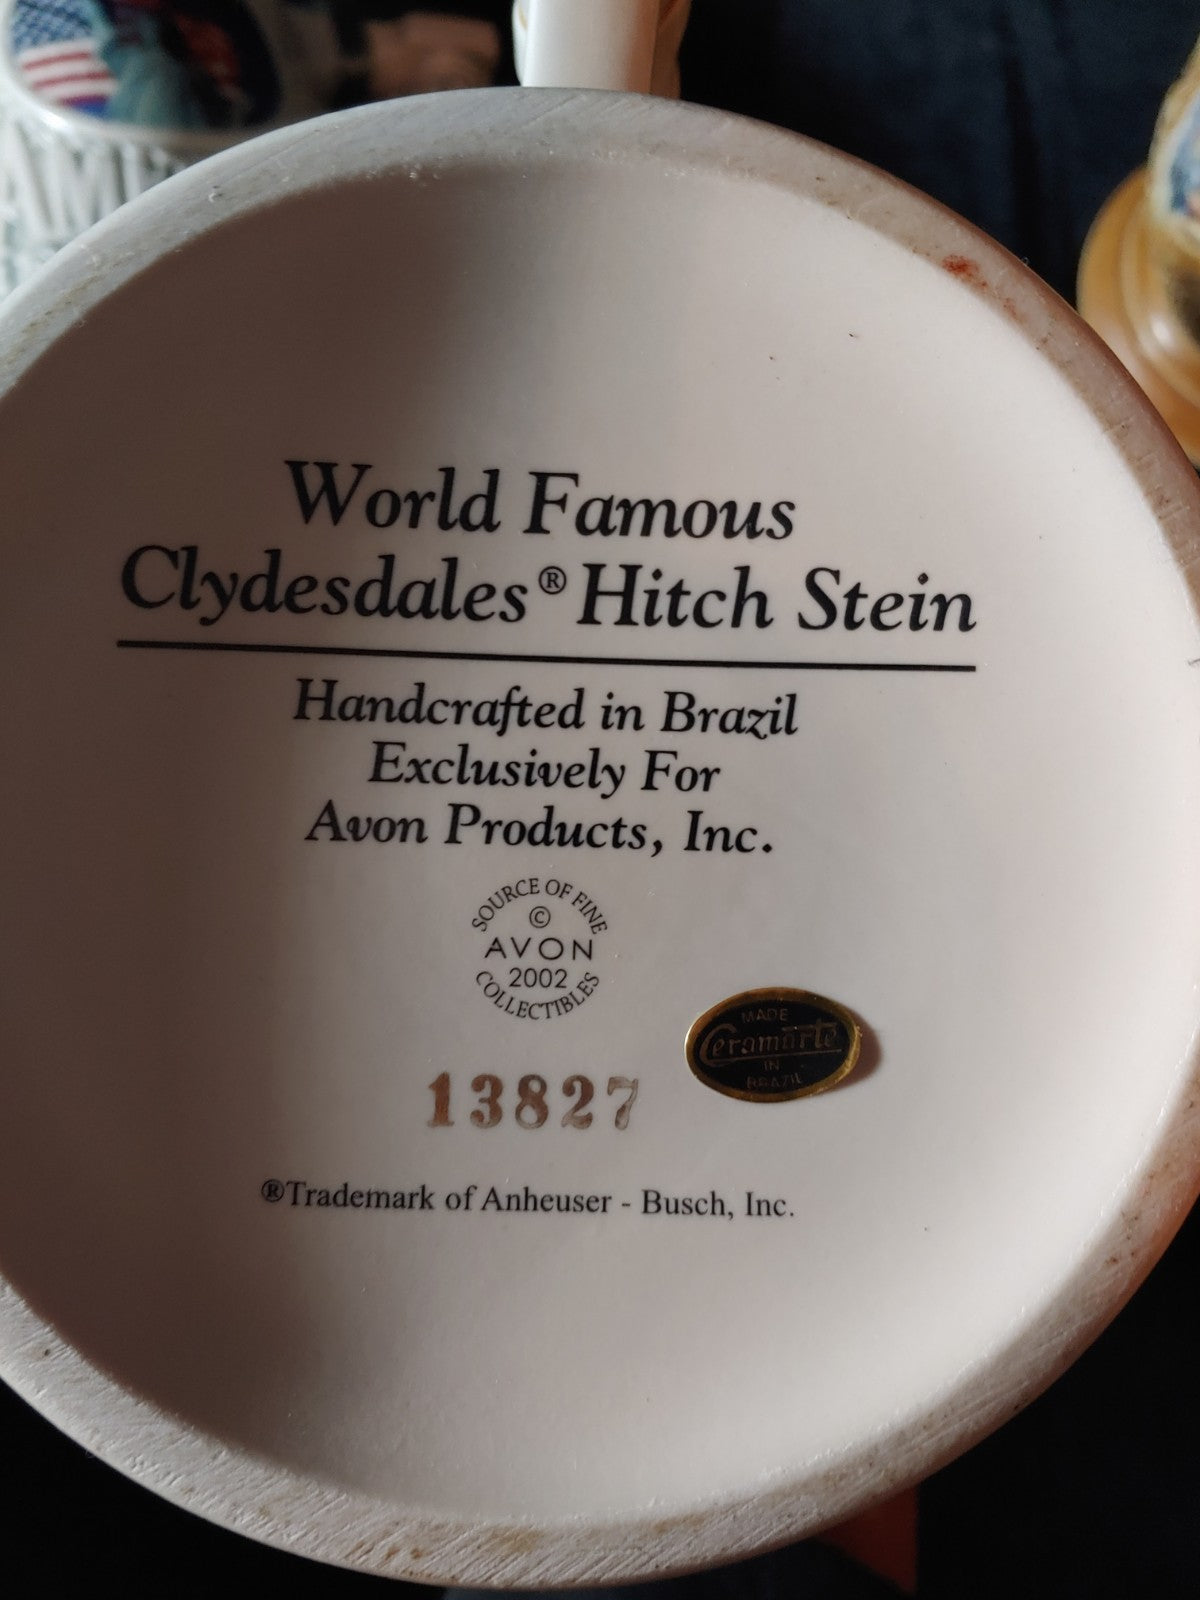 World Famous
Clydesdales® Hitch Stein
Handcrafted in Brazil
Exclusively For
Avon Products, Inc.
SOURCE OF FINE
©
AVON
2002
COLLECTIBLES
MADE
Ceramarte
IN
BRAZIL
13827
®Trademark of Anheuser - Busch, Inc.